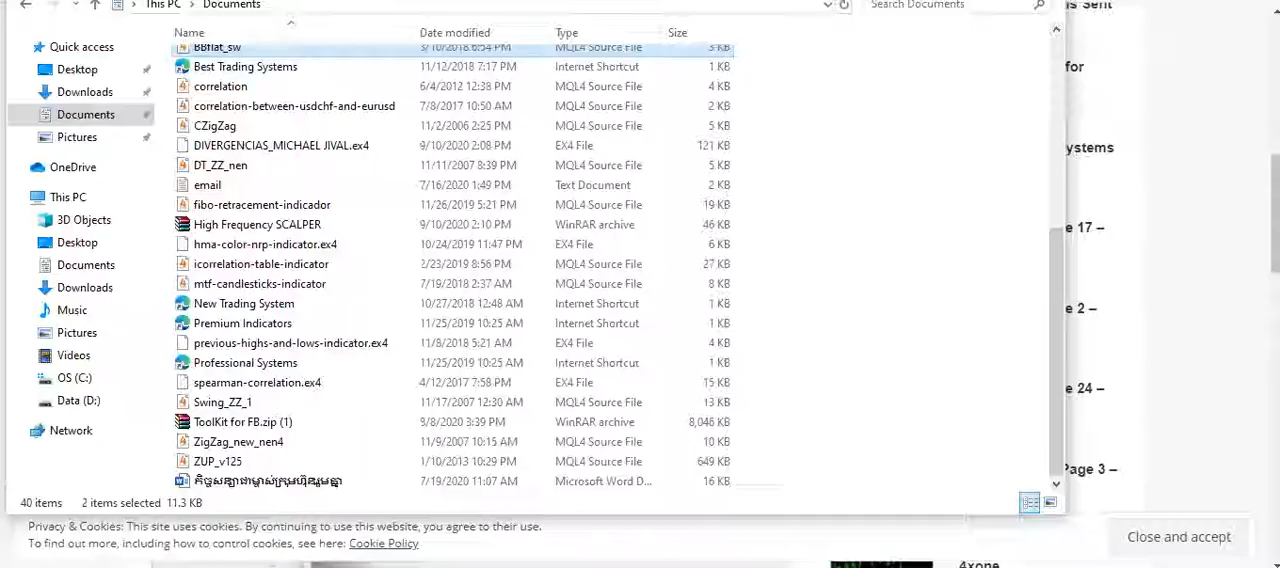 This PC > Documents
Search Documents
is Sent
Name Date modified Type Size
Quick access
Desktop
Downloads
Documents
Pictures
OneDrive
This PC
3D Objects
Desktop
Documents
Downloads
Music
Pictures
Videos
OS (C:)
Data (D:)
Network
BBflat_sw 3/10/2018 6:54 PM MQL4 Source File 3 KB
Best Trading Systems 11/12/2018 7:17 PM Internet Shortcut 1 KB
correlation 6/4/2012 12:38 PM MQL4 Source File 4 KB
correlation-between-usdchf-and-eurusd 7/8/2017 10:50 AM MQL4 Source File 2 KB
CZigZag 11/2/2006 2:25 PM MQL4 Source File 5 KB
DIVERGENCIAS_MICHAEL JIVAL.ex4 9/10/2020 2:08 PM EX4 File 121 KB
DT_ZZ_nen 11/11/2007 8:39 PM MQL4 Source File 5 KB
email 7/16/2020 1:49 PM Text Document 2 KB
fibo-retracement-indicador 11/26/2019 5:21 PM MQL4 Source File 19 KB
High Frequency SCALPER 9/10/2020 2:10 PM WinRAR archive 46 KB
hma-color-nrp-indicator.ex4 10/24/2019 11:47 PM EX4 File 6 KB
icorrelation-table-indicator 2/23/2019 8:56 PM MQL4 Source File 27 KB
mtf-candlesticks-indicator 7/19/2018 2:37 AM MQL4 Source File 8 KB
New Trading System 10/27/2018 12:48 AM Internet Shortcut 1 KB
Premium Indicators 11/25/2019 10:25 AM Internet Shortcut 1 KB
previous-highs-and-lows-indicator.ex4 11/8/2018 5:21 AM EX4 File 4 KB
Professional Systems 11/25/2019 10:25 AM Internet Shortcut 1 KB
spearman-correlation.ex4 4/12/2017 7:58 PM EX4 File 15 KB
Swing_ZZ_1 11/17/2007 12:30 AM MQL4 Source File 13 KB
ToolKit for FB.zip (1) 8/8/2020 3:39 PM WinRAR archive 8,046 KB
ZigZag_new_nen4 11/9/2007 10:15 AM MQL4 Source File 10 KB
ZUP_v125 1/10/2013 10:29 PM MQL4 Source File 649 KB
7/19/2020 11:07 AM Microsoft Word D... 16 KB
for
ystems
e 17 –
e 2 –
e 24 –
Page 3 –
40 items 2 items selected 11.3 KB
Privacy & Cookies: This site uses cookies. By continuing to use this website, you agree to their use.
To find out more, including how to control cookies, see here: Cookie Policy
Close and accept
4xone